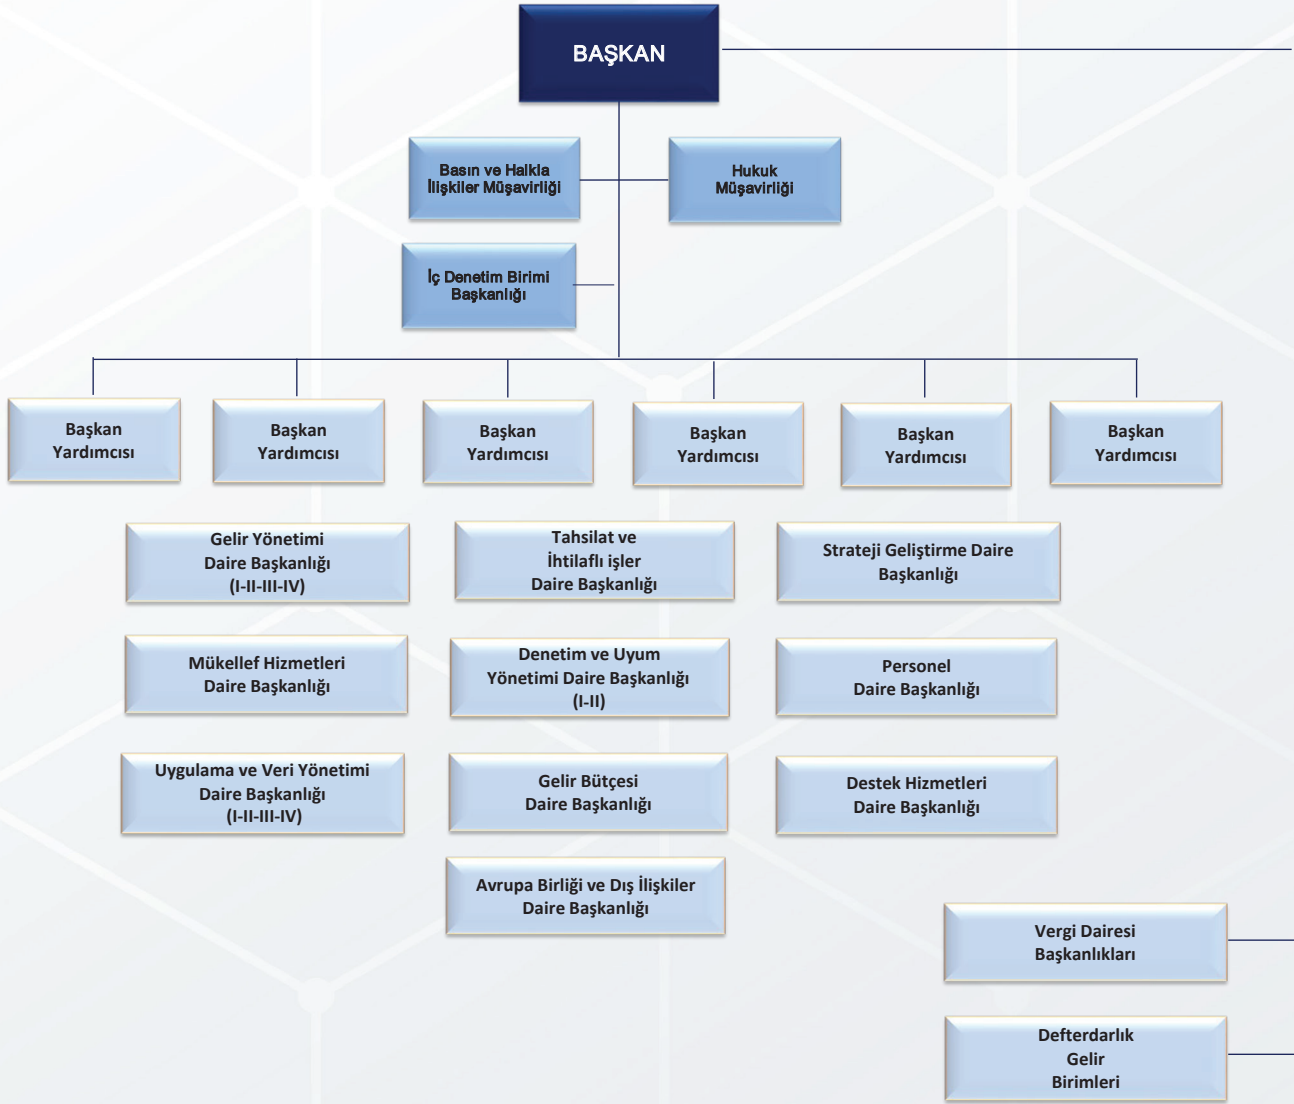 BAŞKAN
Basın ve Halkla
İlişkiler Müşavirliği
Hukuk
Müşavirliği
İç Denetim Birimi
Başkanlığı
Başkan
Yardımcısı
Başkan
Yardımcısı
Başkan
Yardımcısı
Başkan
Yardımcısı
Başkan
Yardımcısı
Başkan
Yardımcısı
Gelir Yönetimi
Daire Başkanlığı
(I-II-III-IV)
Tahsilat ve
İhtilaflı işler
Daire Başkanlığı
Strateji Geliştirme Daire
Başkanlığı
Mükellef Hizmetleri
Daire Başkanlığı
Denetim ve Uyum
Yönetimi Daire Başkanlığı
(I-II)
Personel
Daire Başkanlığı
Uygulama ve Veri Yönetimi
Daire Başkanlığı
(I-II-III-IV)
Gelir Bütçesi
Daire Başkanlığı
Destek Hizmetleri
Daire Başkanlığı
Avrupa Birliği ve Dış İlişkiler
Daire Başkanlığı
Vergi Dairesi
Başkanlıkları
Defterdarlık
Gelir
Birimleri